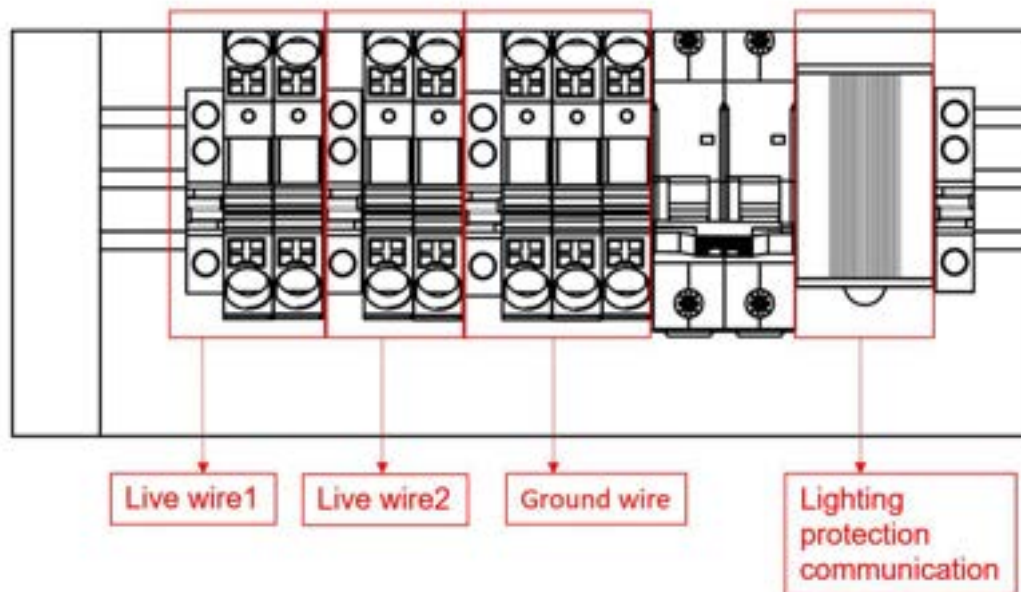 Live wire1
Live wire2
Ground wire
Lighting
protection
communication